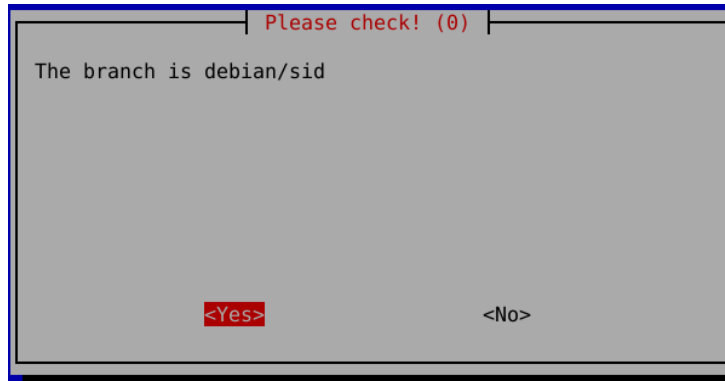 Please check! (0)
The branch is debian/sid
<Yes> <No>